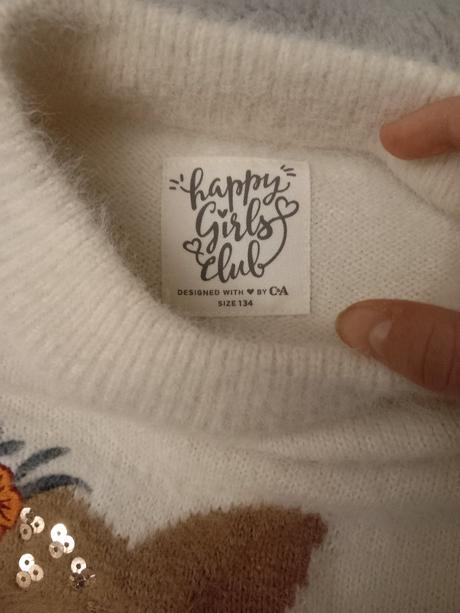 happy
Girls
Club
DESIGNED WITH ♥ BY C&A
SIZE 134